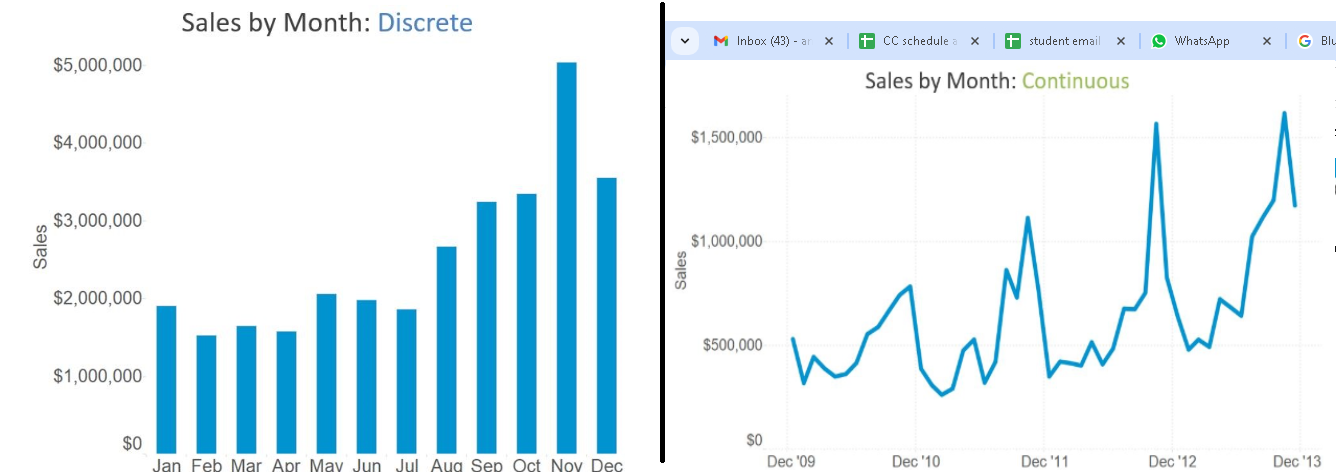 Sales by Month: Discrete
$5,000,000
$4,000,000
$3,000,000
$2,000,000
$1,000,000
$0
Sales
Jan Feb Mar Apr May Jun Jul Aug Sep Oct Nov Dec
Inbox (43) - CC schedule student email WhatsApp
Sales by Month: Continuous
$1,500,000
$1,000,000
$500,000
$0
Sales
Dec '09 Dec '10 Dec '11 Dec '12 Dec '13